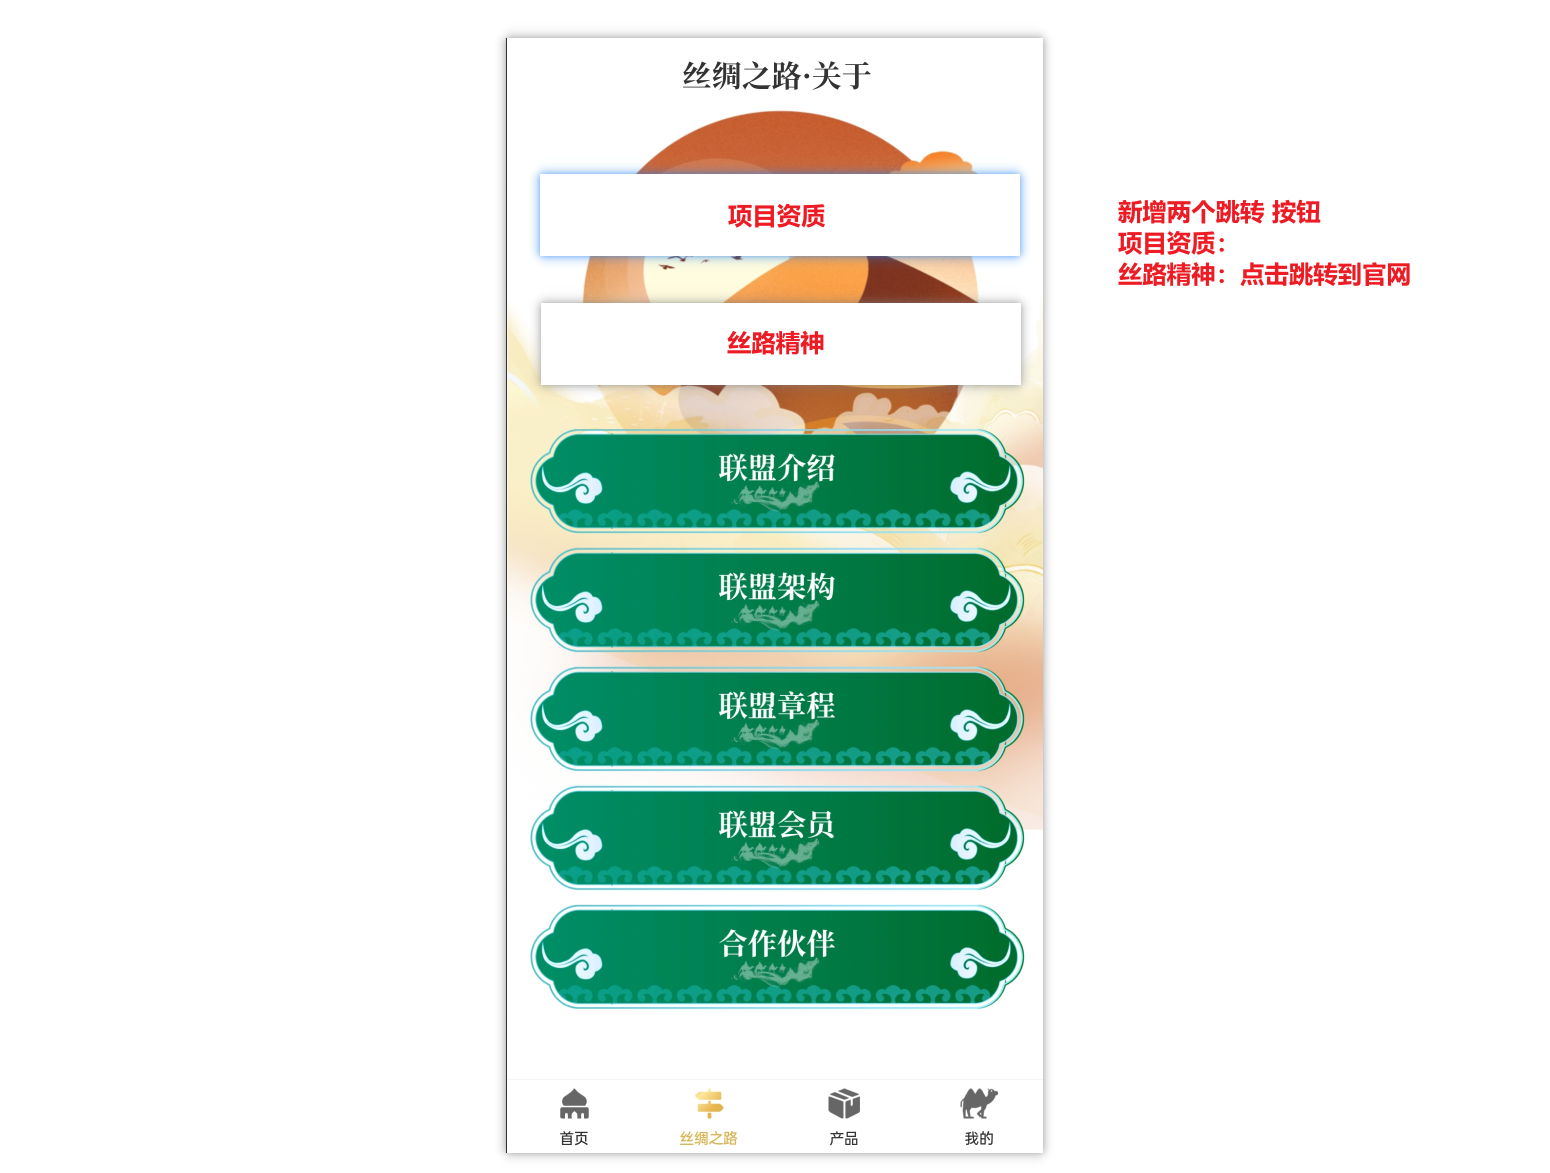 丝绸之路·关于
项目资质
丝路精神
联盟介绍
联盟架构
联盟章程
联盟会员
合作伙伴
首页
丝绸之路
产品
我的
新增两个跳转 按钮
项目资质：
丝路精神：点击跳转到官网